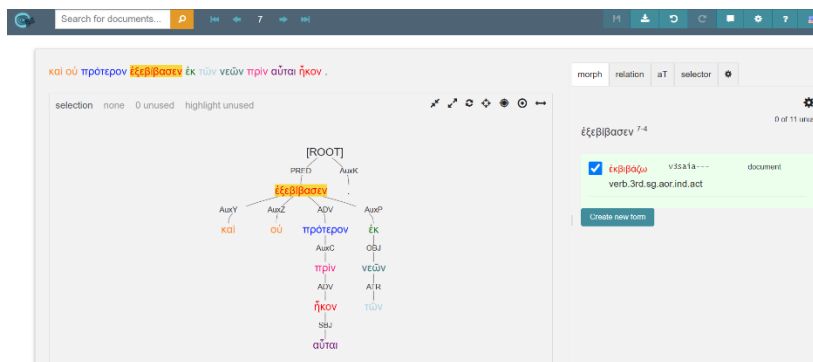 Search for documents...
7
καὶ οὐ πρότερον ἐξεβίβασεν ἐκ τῶν νεῶν πρὶν αὗται ἧκον .
morph relation aT selector
selection none 0 unused highlight unused
0 of 11 unus
ἐξεβίβασεν 7-4
[ROOT]
PRED AuxK
ἐξεβίβασεν .
ἐκβιβάζω v3saia--- document
verb.3rd.sg.aor.ind.act
AuxY AuxZ ADV AuxP
καὶ οὐ πρότερον ἐκ
Create new form
AuxC OBJ
πρὶν νεῶν
ADV ATR
ἧκον τῶν
SBJ
αὗται